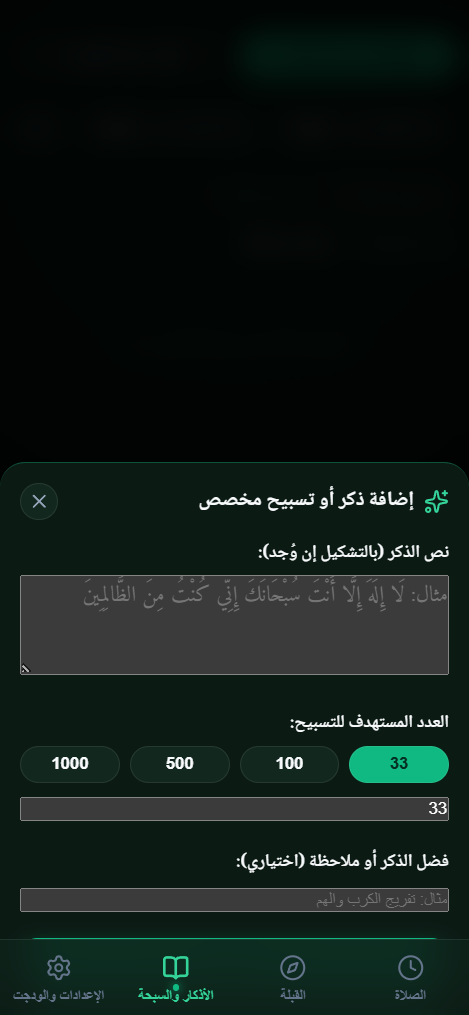 إضافة ذكر أو تسبيح مخصص
نص الذكر (بالتشكيل إن وُجد):
مثال: لَا إِلَهَ إِلَّا أَنْتَ سُبْحَانَكَ إِنِّي كُنْتُ مِنَ الظَّالِمِينَ
العدد المستهدف للتسبيح:
33 100 500 1000
33
فضل الذكر أو ملاحظة (اختياري):
مثال: تفريج الكرب والهم
الصلاة القبلة الأذكار والسبحة الإعدادات والودجت